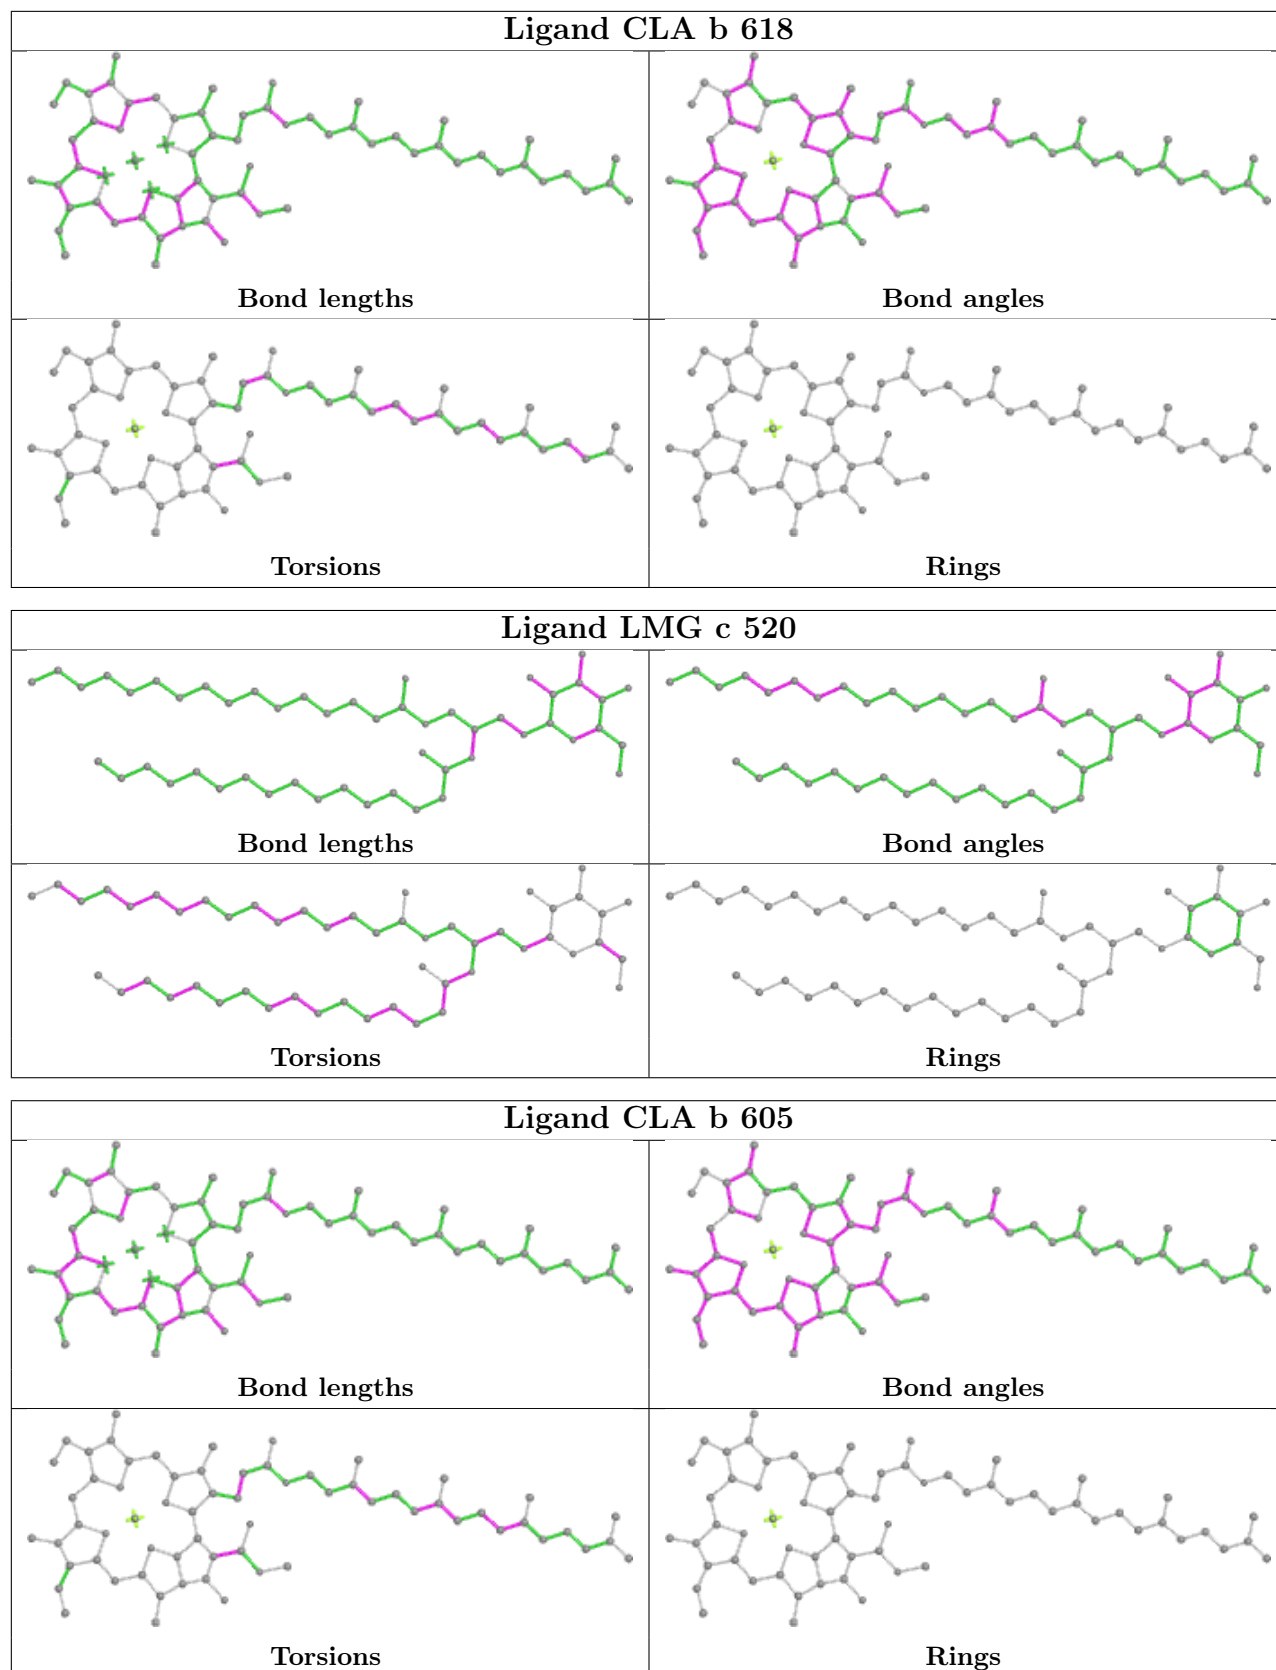 Ligand CLA b 618
Bond lengths
Bond angles
Torsions
Rings
Ligand LMG c 520
Bond lengths
Bond angles
Torsions
Rings
Ligand CLA b 605
Bond lengths
Bond angles
Torsions
Rings